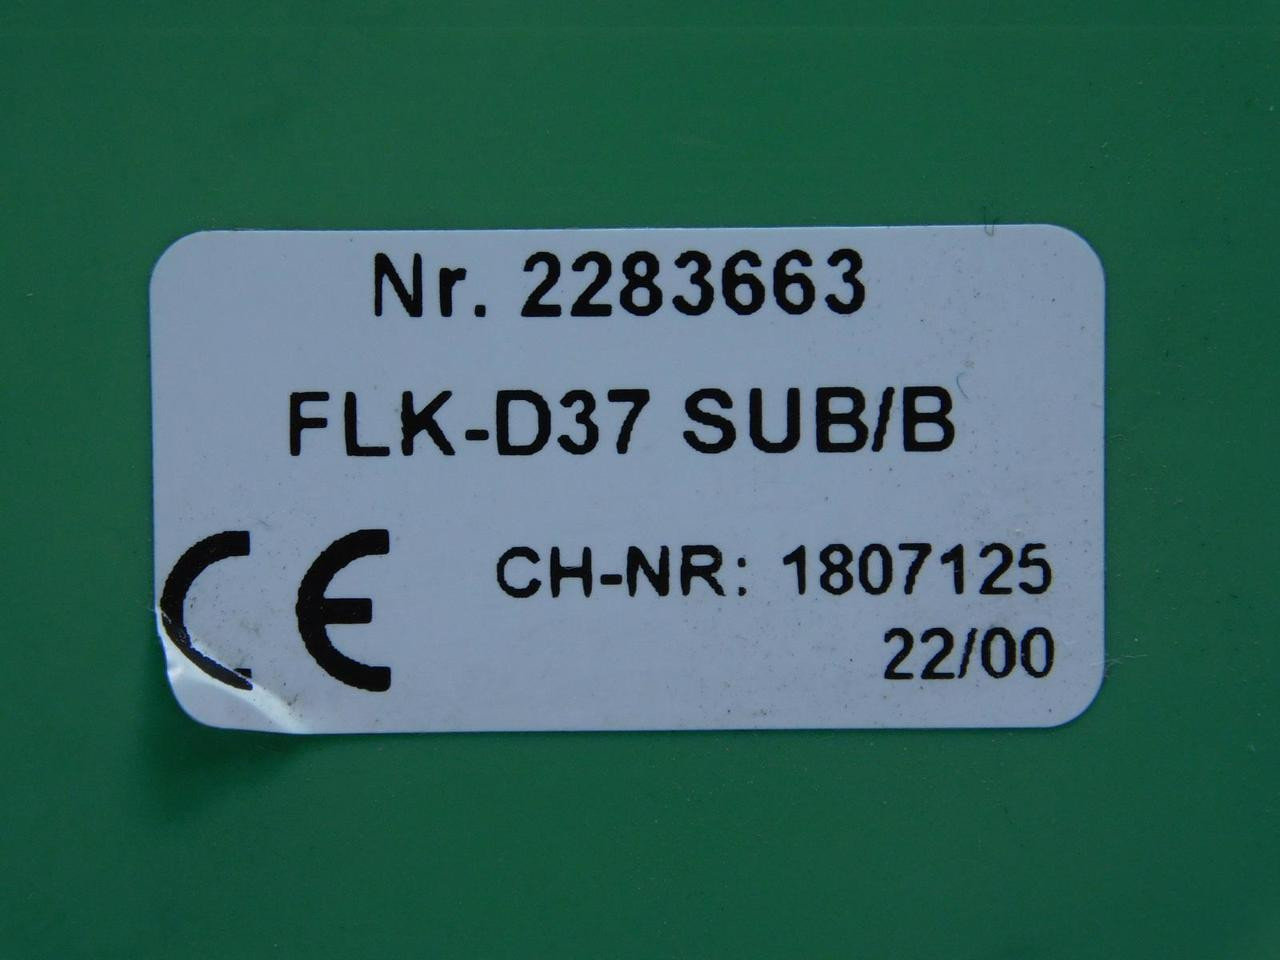 Nr. 2283663
FLK-D37 SUB/B
CE CH-NR: 1807125
22/00